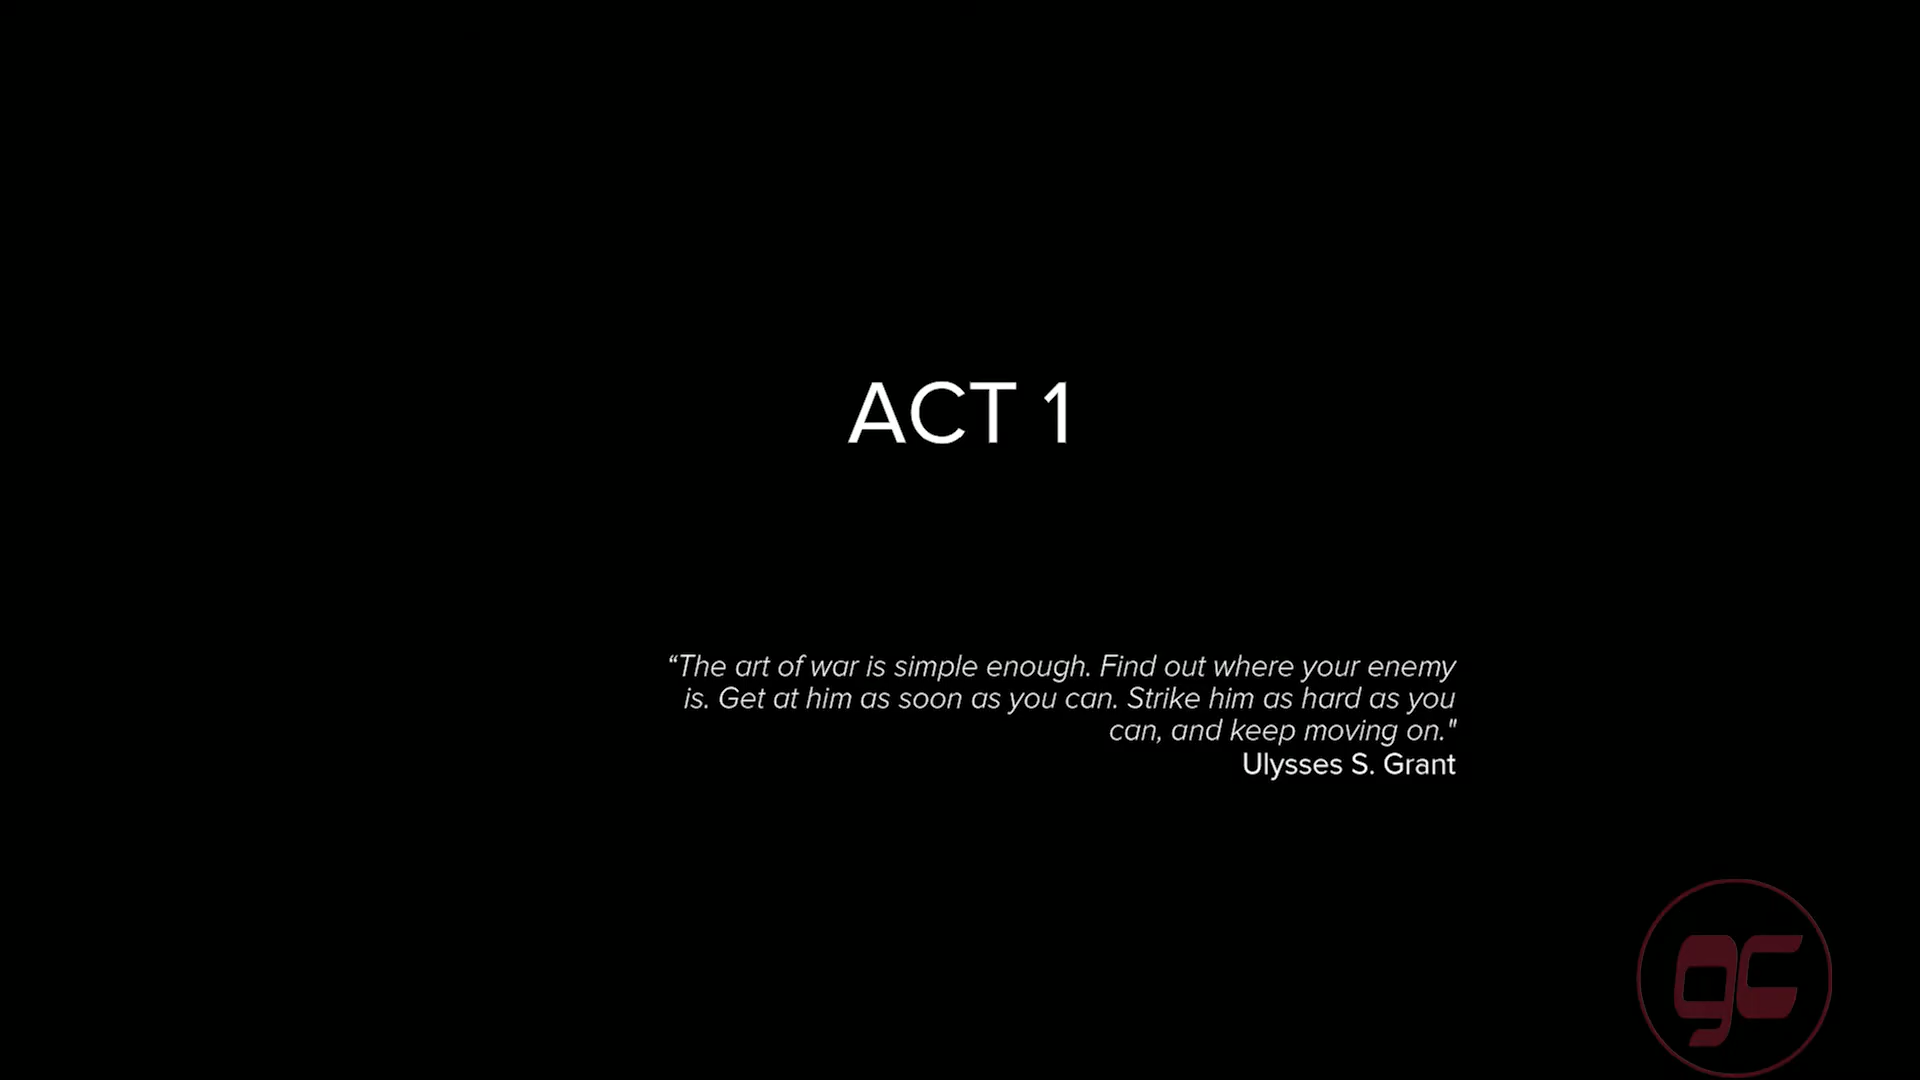 ACT 1
“The art of war is simple enough. Find out where your enemy
is. Get at him as soon as you can. Strike him as hard as you
can, and keep moving on."
Ulysses S. Grant
gc